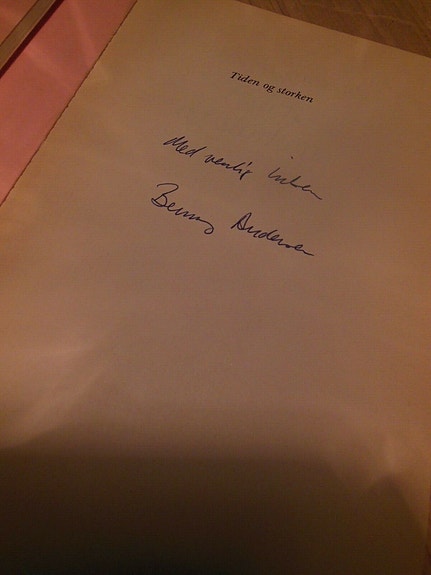 Tiden og storken
Med venlig hilsen
Benny Andersen